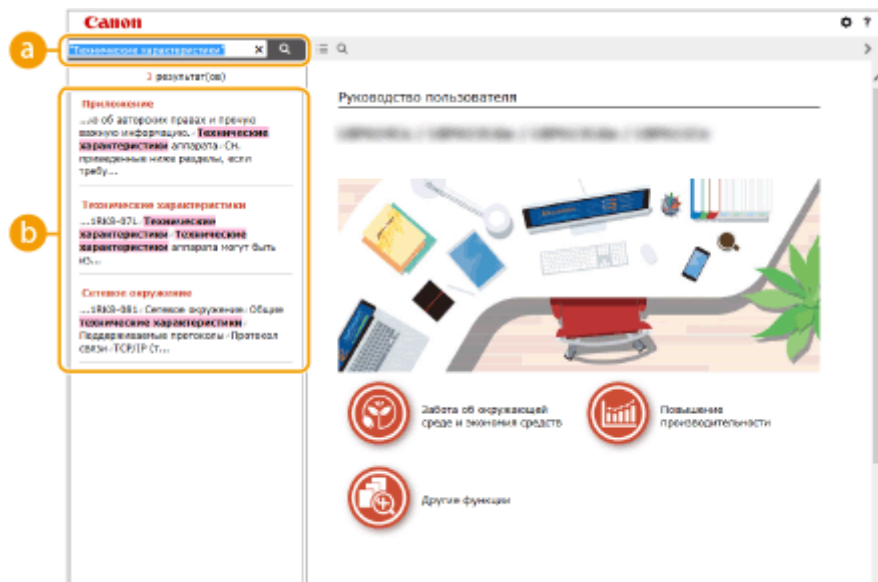 Canon
?
a
"Технические характеристики" x
3 результат(ов)
b
Приложение
...ю об авторских правах и прочую
важную информацию. Технические
характеристики аппарата См.
приведенные ниже разделы, если
требу...
Технические характеристики
...1RK8-07L Технические
характеристики Технические
характеристики аппарата могут быть
из...
Сетевое окружение
...1RK8-081 Сетевое окружение Общие
технические характеристики
Поддерживаемые протоколы Протокол
связи TCP/IP (т...
Руководство пользователя
Забота об окружающей
среде и экономия средств
Повышение
производительности
Другие функции